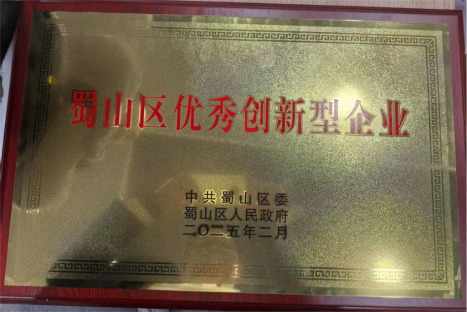 蜀山区优秀创新型企业
中共蜀山区委
蜀山区人民政府
二〇二五年二月